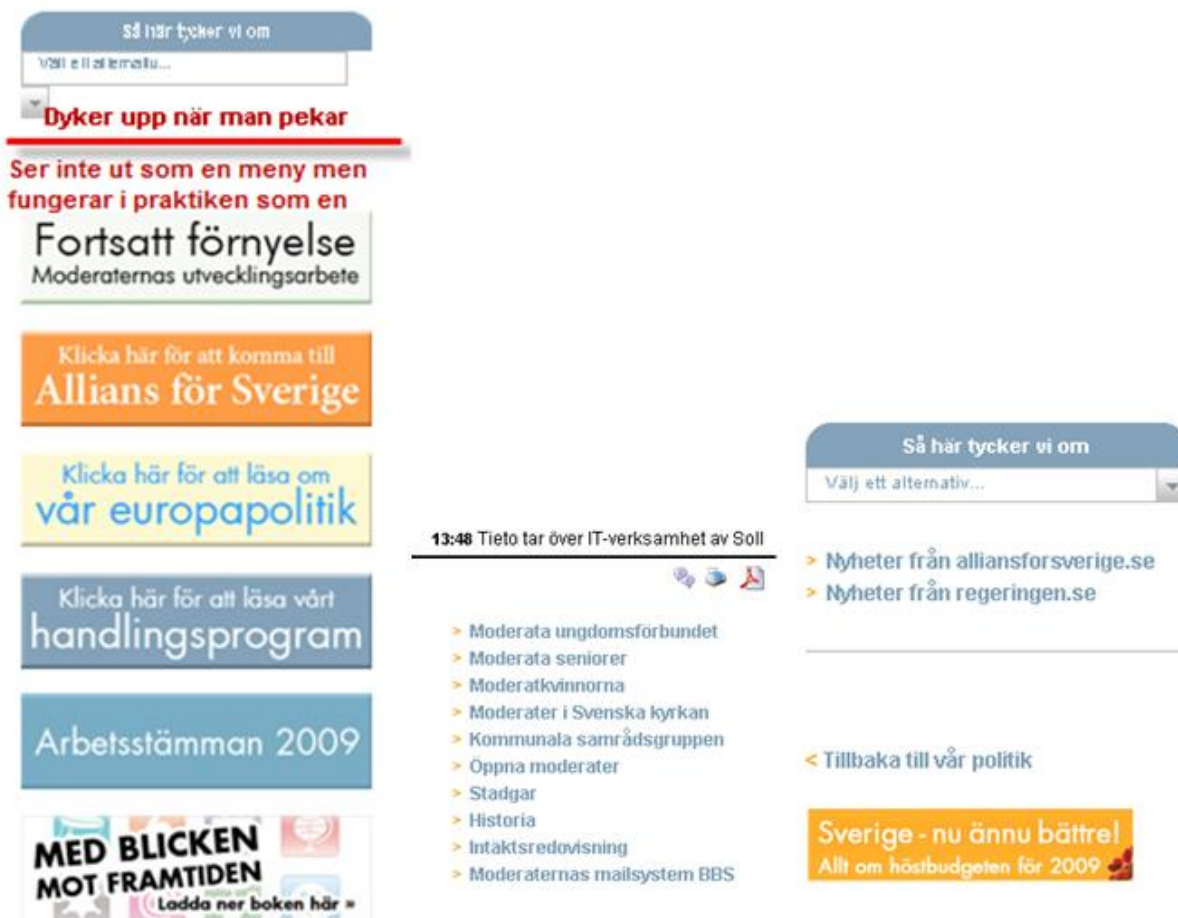 Så här tycker vi om
Välj ett alternativ...
Dyker upp när man pekar
Ser inte ut som en meny men
fungerar i praktiken som en
Fortsatt förnyelse
Moderaternas utvecklingsarbete
Klicka här för att komma till
Allians för Sverige
Klicka här för att läsa om
vår europapolitik
Klicka här för att läsa vårt
handlingsprogram
Arbetsstämman 2009
MED BLICKEN
MOT FRAMTIDEN
Ladda ner boken här »
13:48 Tieto tar över IT-verksamhet av Soll
> Moderata ungdomsförbundet
> Moderata seniorer
> Moderatkvinnorna
> Moderater i Svenska kyrkan
> Kommunala samrådsgruppen
> Öppna moderater
> Stadgar
> Historia
> Intäktsredovisning
> Moderaternas mailsystem BBS
Så här tycker vi om
Välj ett alternativ...
> Nyheter från alliansforsverige.se
> Nyheter från regeringen.se
< Tillbaka till vår politik
Sverige - nu ännu bättre!
Allt om höstbudgeten för 2009